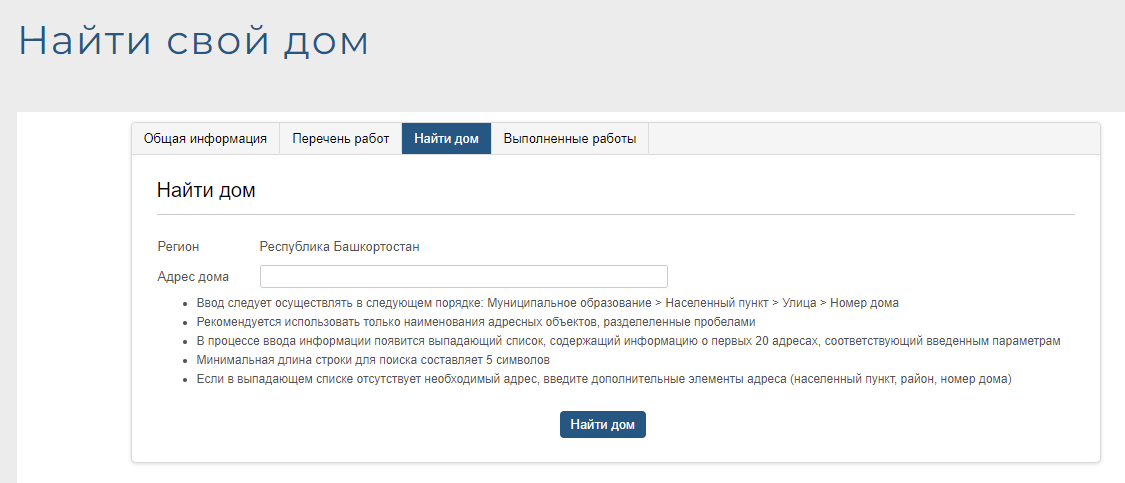 Найти свой дом
Общая информация Перечень работ Найти дом Выполненные работы
Найти дом
Регион Республика Башкортостан
Адрес дома
Ввод следует осуществлять в следующем порядке: Муниципальное образование > Населенный пункт > Улица > Номер дома
Рекомендуется использовать только наименования адресных объектов, разделеленные пробелами
В процессе ввода информации появится выпадающий список, содержащий информацию о первых 20 адресах, соответствующий введенным параметрам
Минимальная длина строки для поиска составляет 5 символов
Если в выпадающем списке отсутствует необходимый адрес, введите дополнительные элементы адреса (населенный пункт, район, номер дома)
Найти дом